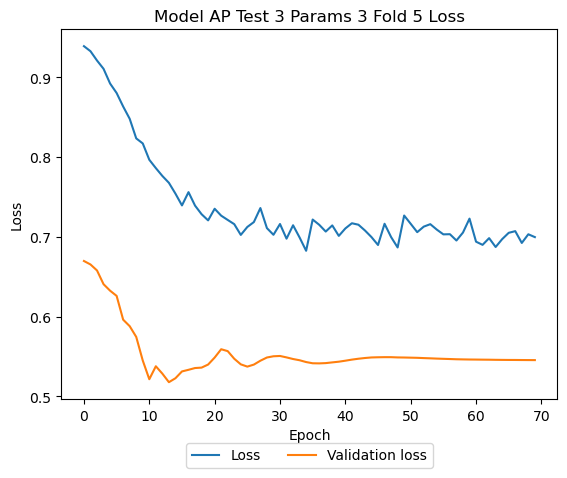 Model AP Test 3 Params 3 Fold 5 Loss
Loss
0.9
0.8
0.7
0.6
0.5
0 10 20 30 40 50 60 70
Epoch
Loss Validation loss